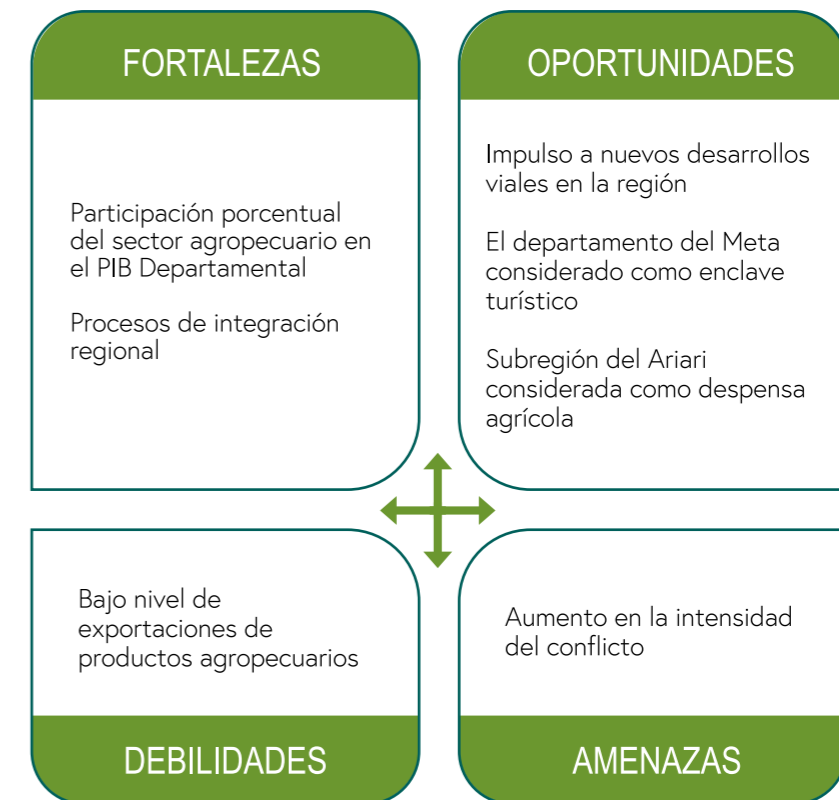 FORTALEZAS
Participación porcentual
del sector agropecuario en
el PIB Departamental
Procesos de integración
regional
OPORTUNIDADES
Impulso a nuevos desarrollos
viales en la región
El departamento del Meta
considerado como enclave
turístico
Subregión del Ariari
considerada como despensa
agrícola
Bajo nivel de
exportaciones de
productos agropecuarios
DEBILIDADES
Aumento en la intensidad
del conflicto
AMENAZAS